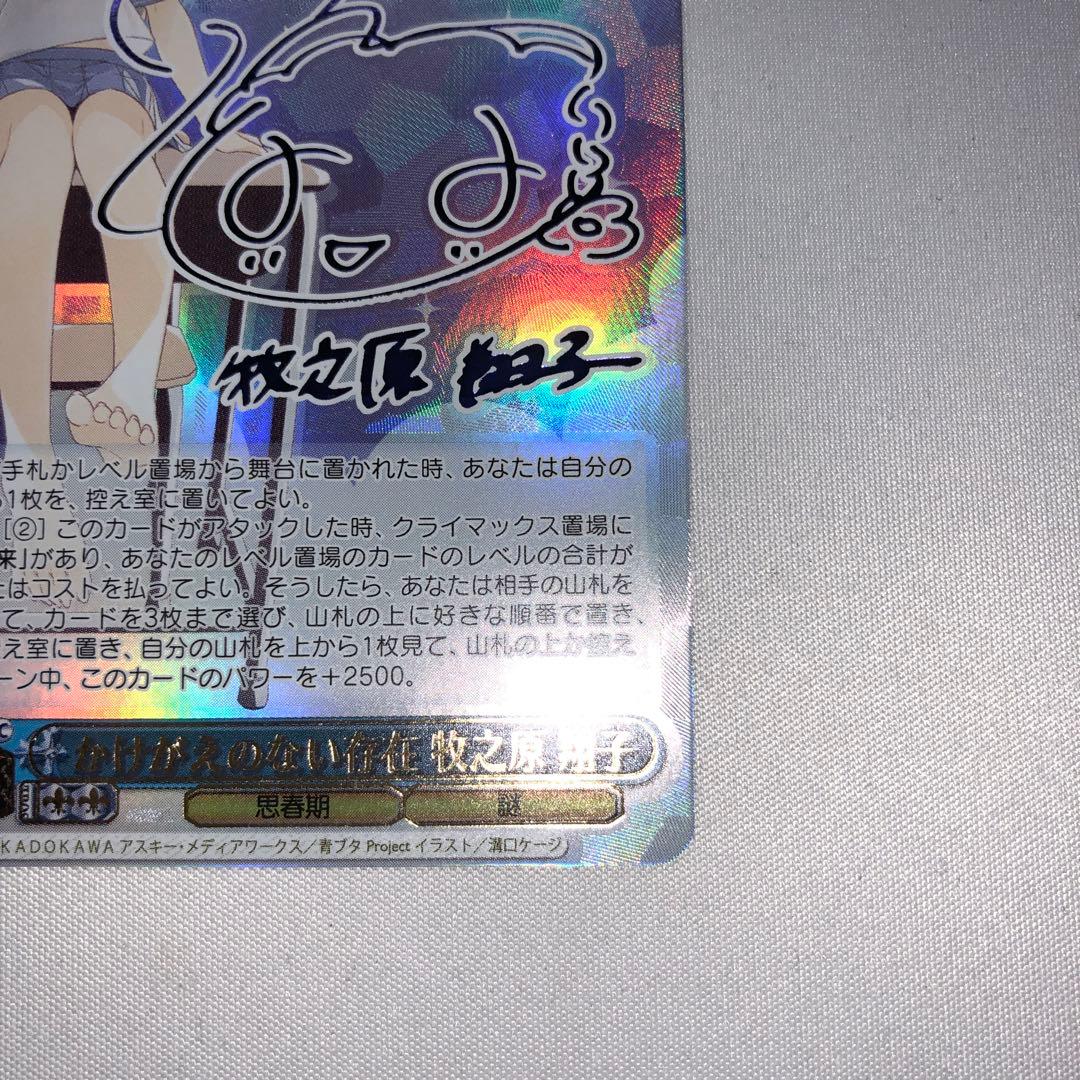 牧之原 翔子
手札かレベル置場から舞台に置かれた時、あなたは自分の
1枚を、控え室に置いてよい。
[②] このカードがアタックした時、クライマックス置場に
来」があり、あなたのレベル置場のカードのレベルの合計が
はコストを払ってよい。そうしたら、あなたは相手の山札を
て、カードを3枚まで選び、山札の上に好きな順番で置き、
え室に置き、自分の山札を上から1枚見て、山札の上か控え
ーン中、このカードのパワーを+2500。
かけがえのない存在 牧之原 翔子
思春期 謎
KADOKAWA アスキー・メディアワークス／青ブタ Project イラスト／溝口ケージ